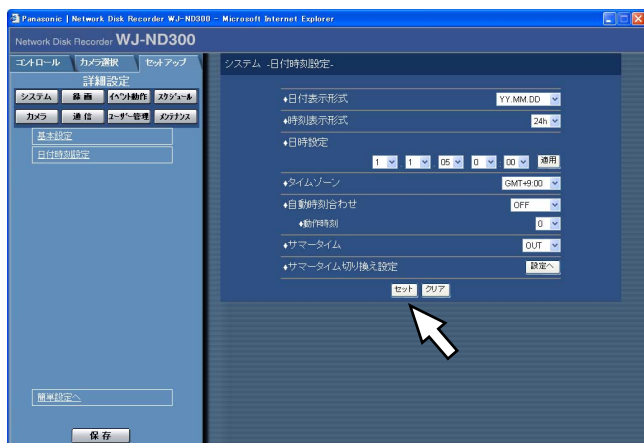 Panasonic | Network Disk Recorder WJ-ND300 - Microsoft Internet Explorer
Network Disk Recorder WJ-ND300
コントロール カメラ選択 セットアップ
詳細設定
システム 録画 イベント動作 スケジュール
カメラ 通信 ユーザー管理 メンテナンス
基本設定
日付時刻設定
簡単設定へ
保存
システム -日付時刻設定-
◆日付表示形式 YY.MM.DD
◆時刻表示形式 24h
◆日時設定
1 1 05 0 : 00 適用
◆タイムゾーン GMT+9:00
◆自動時刻合わせ OFF
◆動作時刻 0
◆サマータイム OUT
◆サマータイム切り換え設定 設定へ
セット クリア